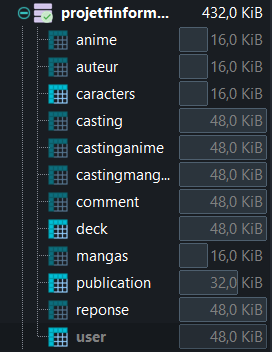 projetfinform... 432,0 KiB
anime 16,0 KiB
auteur 16,0 KiB
caracters 16,0 KiB
casting 48,0 KiB
castinganime 48,0 KiB
castingmang... 48,0 KiB
comment 48,0 KiB
deck 48,0 KiB
mangas 16,0 KiB
publication 32,0 KiB
reponse 48,0 KiB
user 48,0 KiB